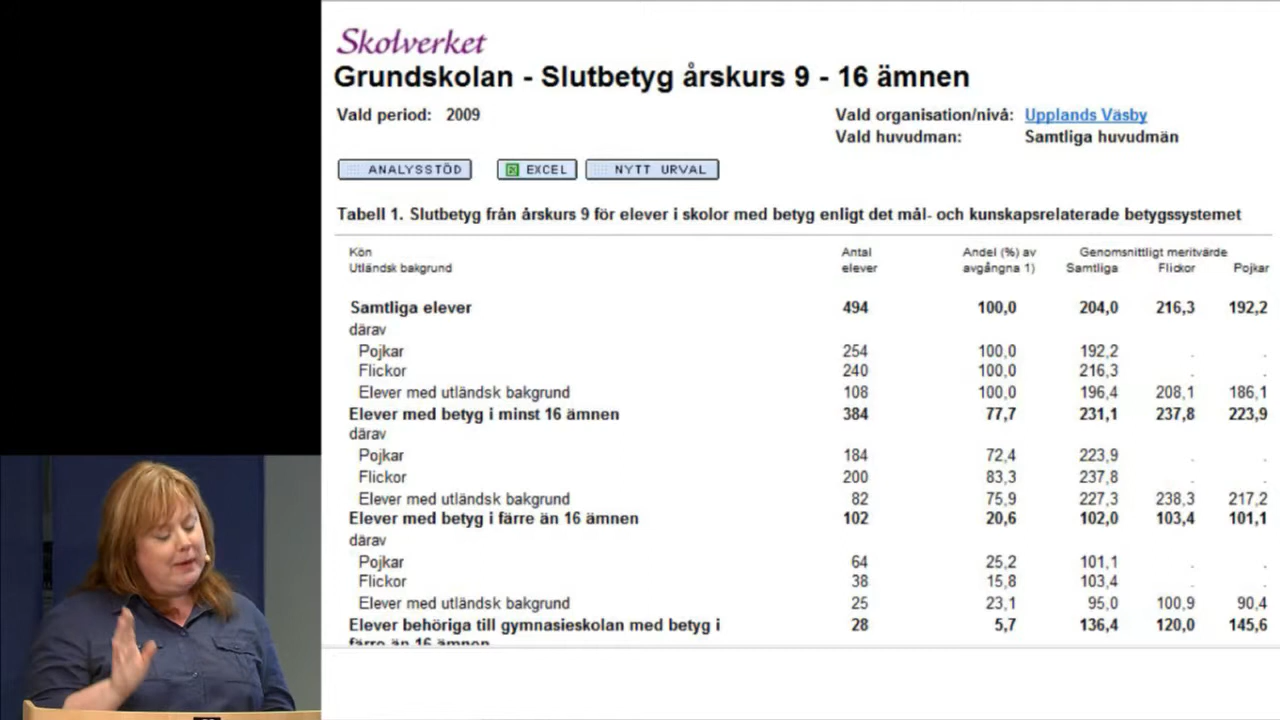 Skolverket
Grundskolan - Slutbetyg årskurs 9 - 16 ämnen
Vald period: 2009 Vald organisation/nivå: Upplands Väsby
Vald huvudman: Samtliga huvudmän
ANALYSSTÖD EXCEL NYTT URVAL
Tabell 1. Slutbetyg från årskurs 9 för elever i skolor med betyg enligt det mål- och kunskapsrelaterade betygssystemet
Kön Antal Andel (%) av Genomsnittligt meritvärde
Utländsk bakgrund elever avgångna 1) Samtliga Flickor Pojkar
Samtliga elever 494 100,0 204,0 216,3 192,2
därav
Pojkar 254 100,0 192,2 . .
Flickor 240 100,0 216,3 . .
Elever med utländsk bakgrund 108 100,0 196,4 208,1 186,1
Elever med betyg i minst 16 ämnen 384 77,7 231,1 237,8 223,9
därav
Pojkar 184 72,4 223,9 . .
Flickor 200 83,3 237,8 . .
Elever med utländsk bakgrund 82 75,9 227,3 238,3 217,2
Elever med betyg i färre än 16 ämnen 102 20,6 102,0 103,4 101,1
därav
Pojkar 64 25,2 101,1 . .
Flickor 38 15,8 103,4 . .
Elever med utländsk bakgrund 25 23,1 95,0 100,9 90,4
Elever behöriga till gymnasieskolan med betyg i 28 5,7 136,4 120,0 145,6
färre än 16 ämnen